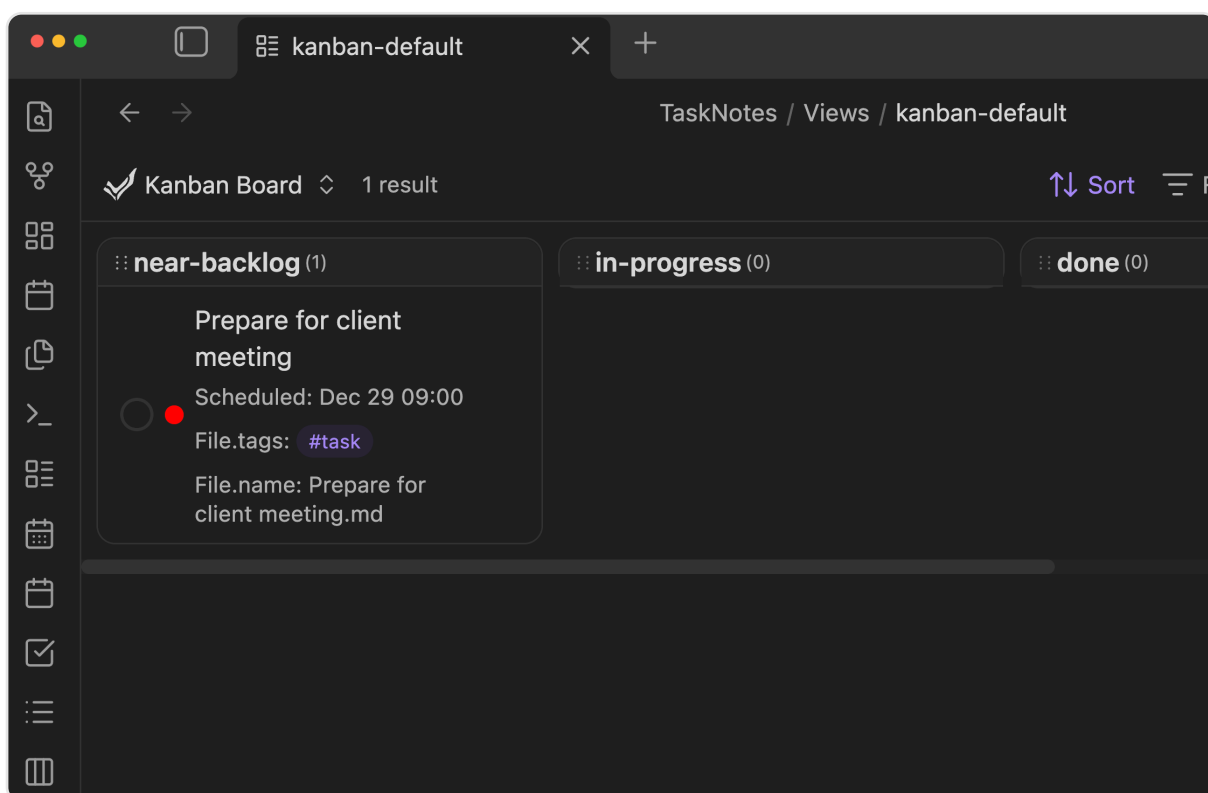 kanban-default
TaskNotes / Views / kanban-default
Kanban Board 1 result
Sort
near-backlog (1)
Prepare for client
meeting
Scheduled: Dec 29 09:00
File.tags: #task
File.name: Prepare for
client meeting.md
in-progress (0)
done (0)